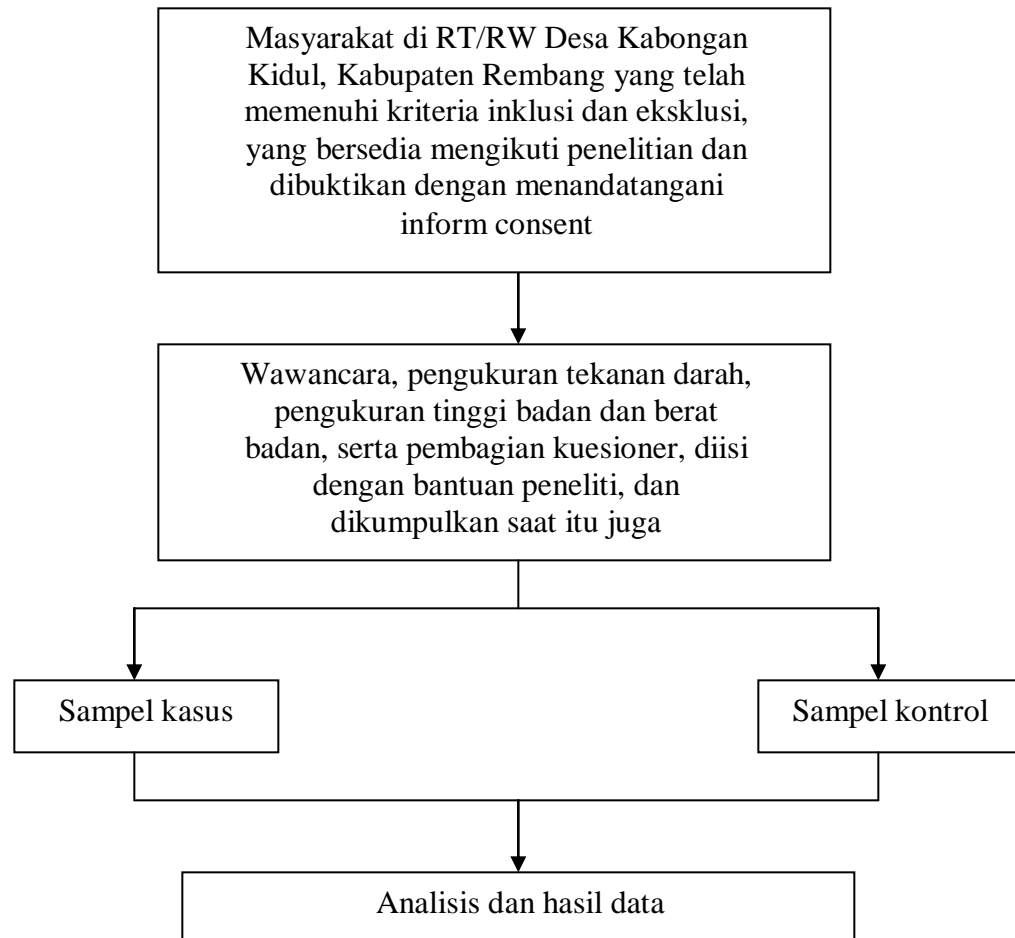 Masyarakat di RT/RW Desa Kabongan
Kidul, Kabupaten Rembang yang telah
memenuhi kriteria inklusi dan eksklusi,
yang bersedia mengikuti penelitian dan
dibuktikan dengan menandatangani
inform consent
Wawancara, pengukuran tekanan darah,
pengukuran tinggi badan dan berat
badan, serta pembagian kuesioner, diisi
dengan bantuan peneliti, dan
dikumpulkan saat itu juga
Sampel kasus
Sampel kontrol
Analisis dan hasil data